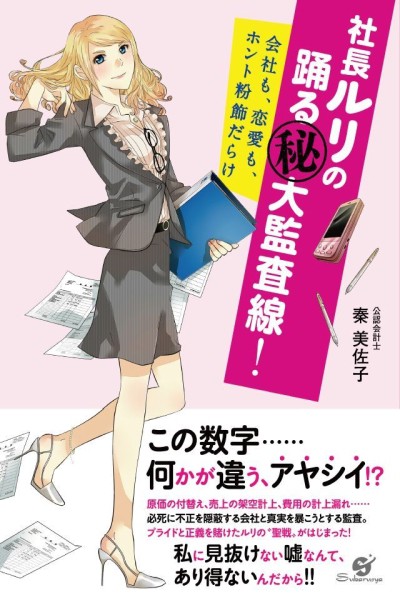 社長ルリの
踊る㊙大監査線!
会社も、恋愛も、
ホント粉飾だらけ
公認会計士
秦 美佐子
この数字……
何かが違う、アヤシイ!?
原価の付替え、売上の架空計上、費用の計上漏れ……
必死に不正を隠蔽する会社と真実を暴こうとする監査。
プライドと正義を賭けたルリの“聖戦”がはじまった!
私に見抜けない嘘なんて、
あり得ないんだから!!
Subarusya